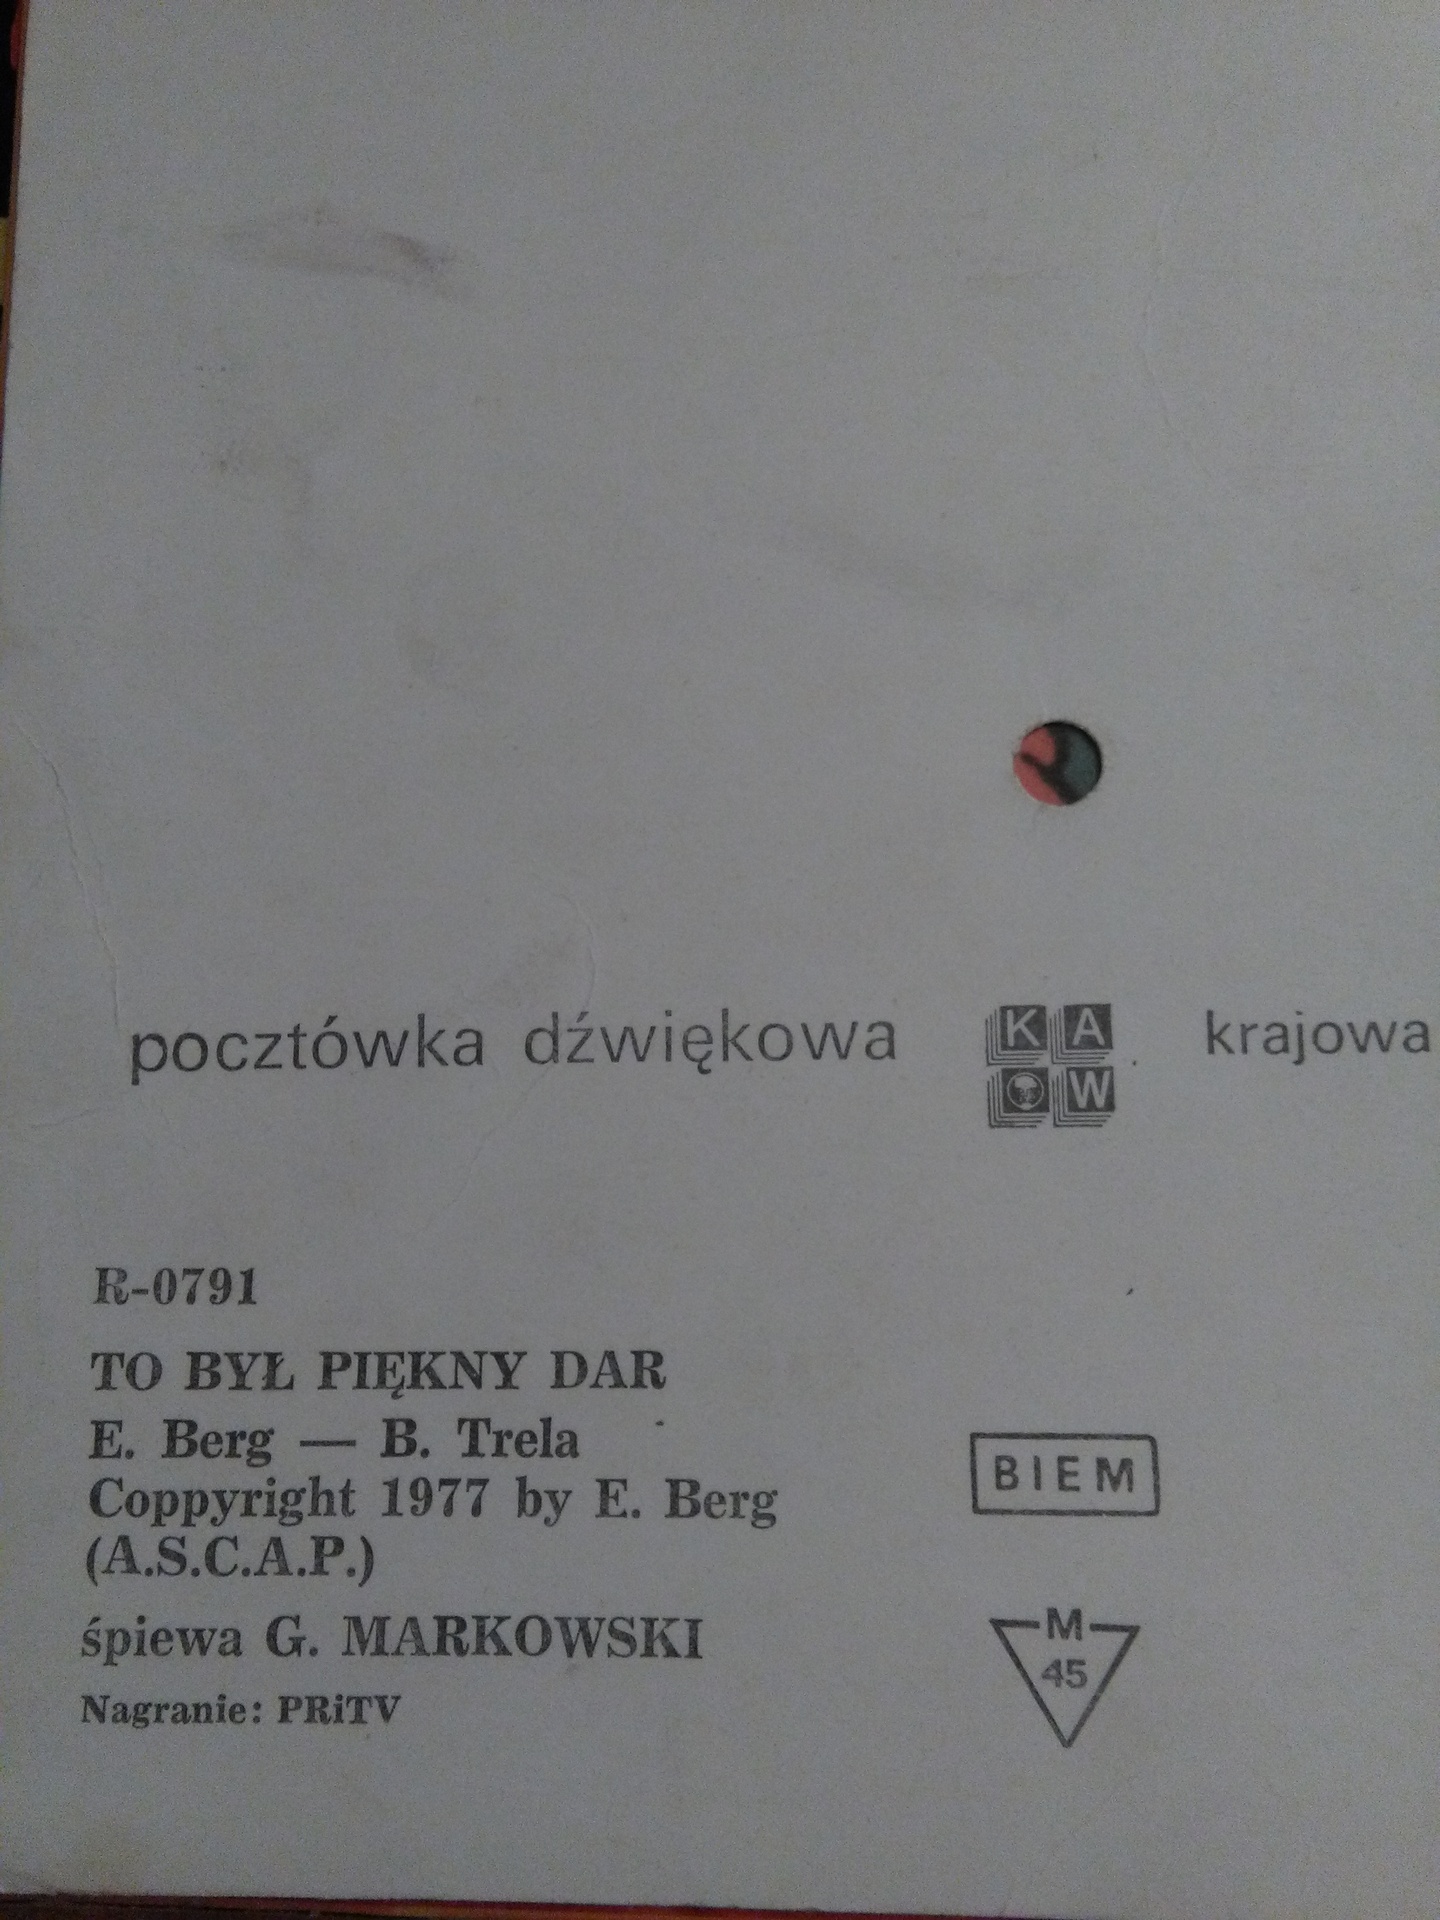 pocztówka dźwiękowa K A W krajowa
R-0791
TO BYŁ PIĘKNY DAR
E. Berg — B. Trela
Coppyright 1977 by E. Berg
(A.S.C.A.P.)
BIEM
śpiewa G. MARKOWSKI
Nagranie: PRiTV
M
45